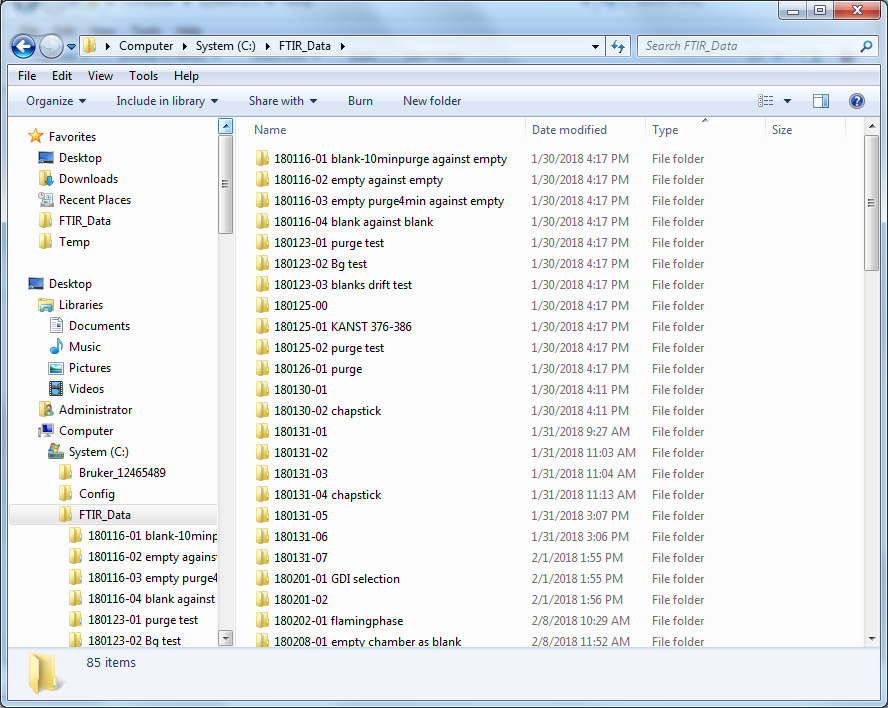 Computer System (C:) FTIR_Data Search FTIR_Data
File Edit View Tools Help
Organize Include in library Share with Burn New folder
Favorites
Desktop
Downloads
Recent Places
FTIR_Data
Temp
Desktop
Libraries
Documents
Music
Pictures
Videos
Administrator
Computer
System (C:)
Bruker_12465489
Config
FTIR_Data
180116-01 blank-10minp
180116-02 empty agains
180116-03 empty purge4
180116-04 blank against
180123-01 purge test
180123-02 Bg test
Name Date modified Type Size
180116-01 blank-10minpurge against empty 1/30/2018 4:17 PM File folder
180116-02 empty against empty 1/30/2018 4:17 PM File folder
180116-03 empty purge4min against empty 1/30/2018 4:17 PM File folder
180116-04 blank against blank 1/30/2018 4:17 PM File folder
180123-01 purge test 1/30/2018 4:17 PM File folder
180123-02 Bg test 1/30/2018 4:17 PM File folder
180123-03 blanks drift test 1/30/2018 4:17 PM File folder
180125-00 1/30/2018 4:17 PM File folder
180125-01 KANST 376-386 1/30/2018 4:17 PM File folder
180125-02 purge test 1/30/2018 4:17 PM File folder
180126-01 purge 1/30/2018 4:17 PM File folder
180130-01 1/30/2018 4:11 PM File folder
180130-02 chapstick 1/30/2018 4:11 PM File folder
180131-01 1/31/2018 9:27 AM File folder
180131-02 1/31/2018 11:03 AM File folder
180131-03 1/31/2018 11:04 AM File folder
180131-04 chapstick 1/31/2018 11:13 AM File folder
180131-05 1/31/2018 3:07 PM File folder
180131-06 1/31/2018 3:06 PM File folder
180131-07 2/1/2018 1:55 PM File folder
180201-01 GDI selection 2/1/2018 1:55 PM File folder
180201-02 2/1/2018 1:56 PM File folder
180202-01 flamingphase 2/8/2018 10:29 AM File folder
180208-01 empty chamber as blank 2/8/2018 11:52 AM File folder
85 items